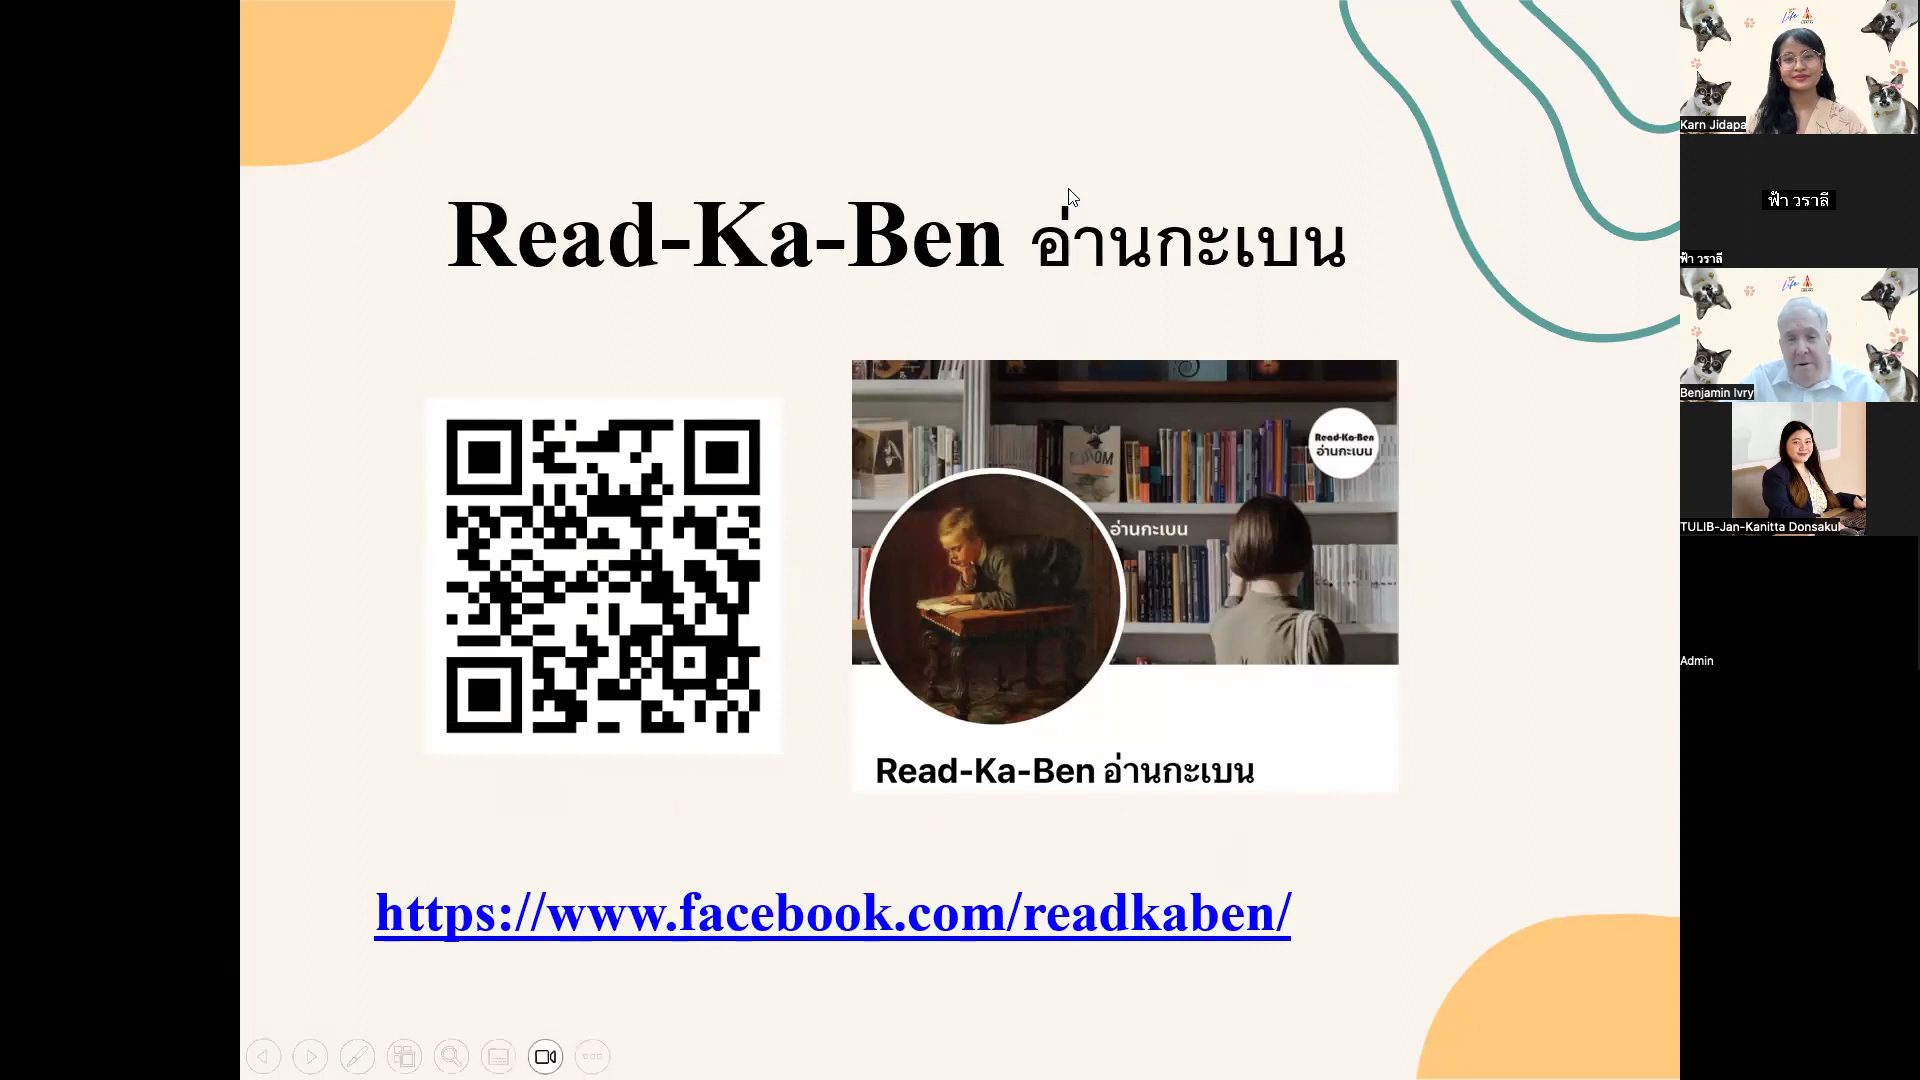 Read-Ka-Ben อ่านกะเบน
Read-Ka-Ben
อ่านกะเบน
อ่านกะเบน
Read-Ka-Ben อ่านกะเบน
https://www.facebook.com/readkaben/
Karn Jidapa
ฟ้า วราลี
ฟ้า วราลี
Benjamin Ivry
TULIB-Jan-Kanitta Donsakul
Admin